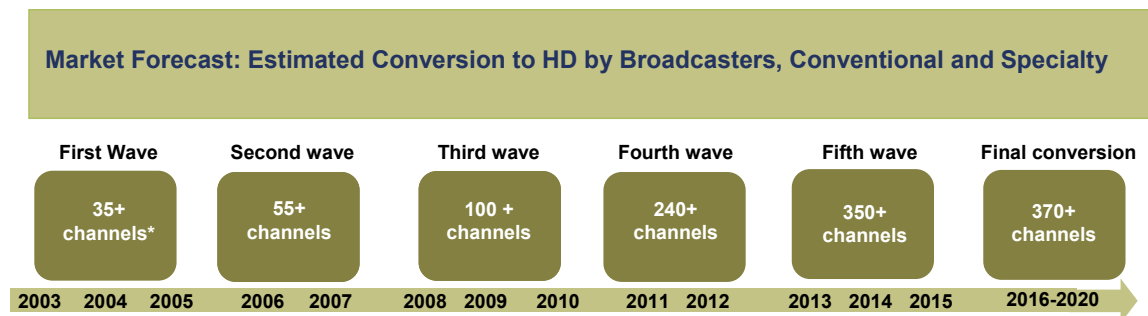 Market Forecast: Estimated Conversion to HD by Broadcasters, Conventional and Specialty
First Wave
35+
channels*
Second wave
55+
channels
Third wave
100 +
channels
Fourth wave
240+
channels
Fifth wave
350+
channels
Final conversion
370+
channels
2003 2004 2005 2006 2007 2008 2009 2010 2011 2012 2013 2014 2015 2016-2020